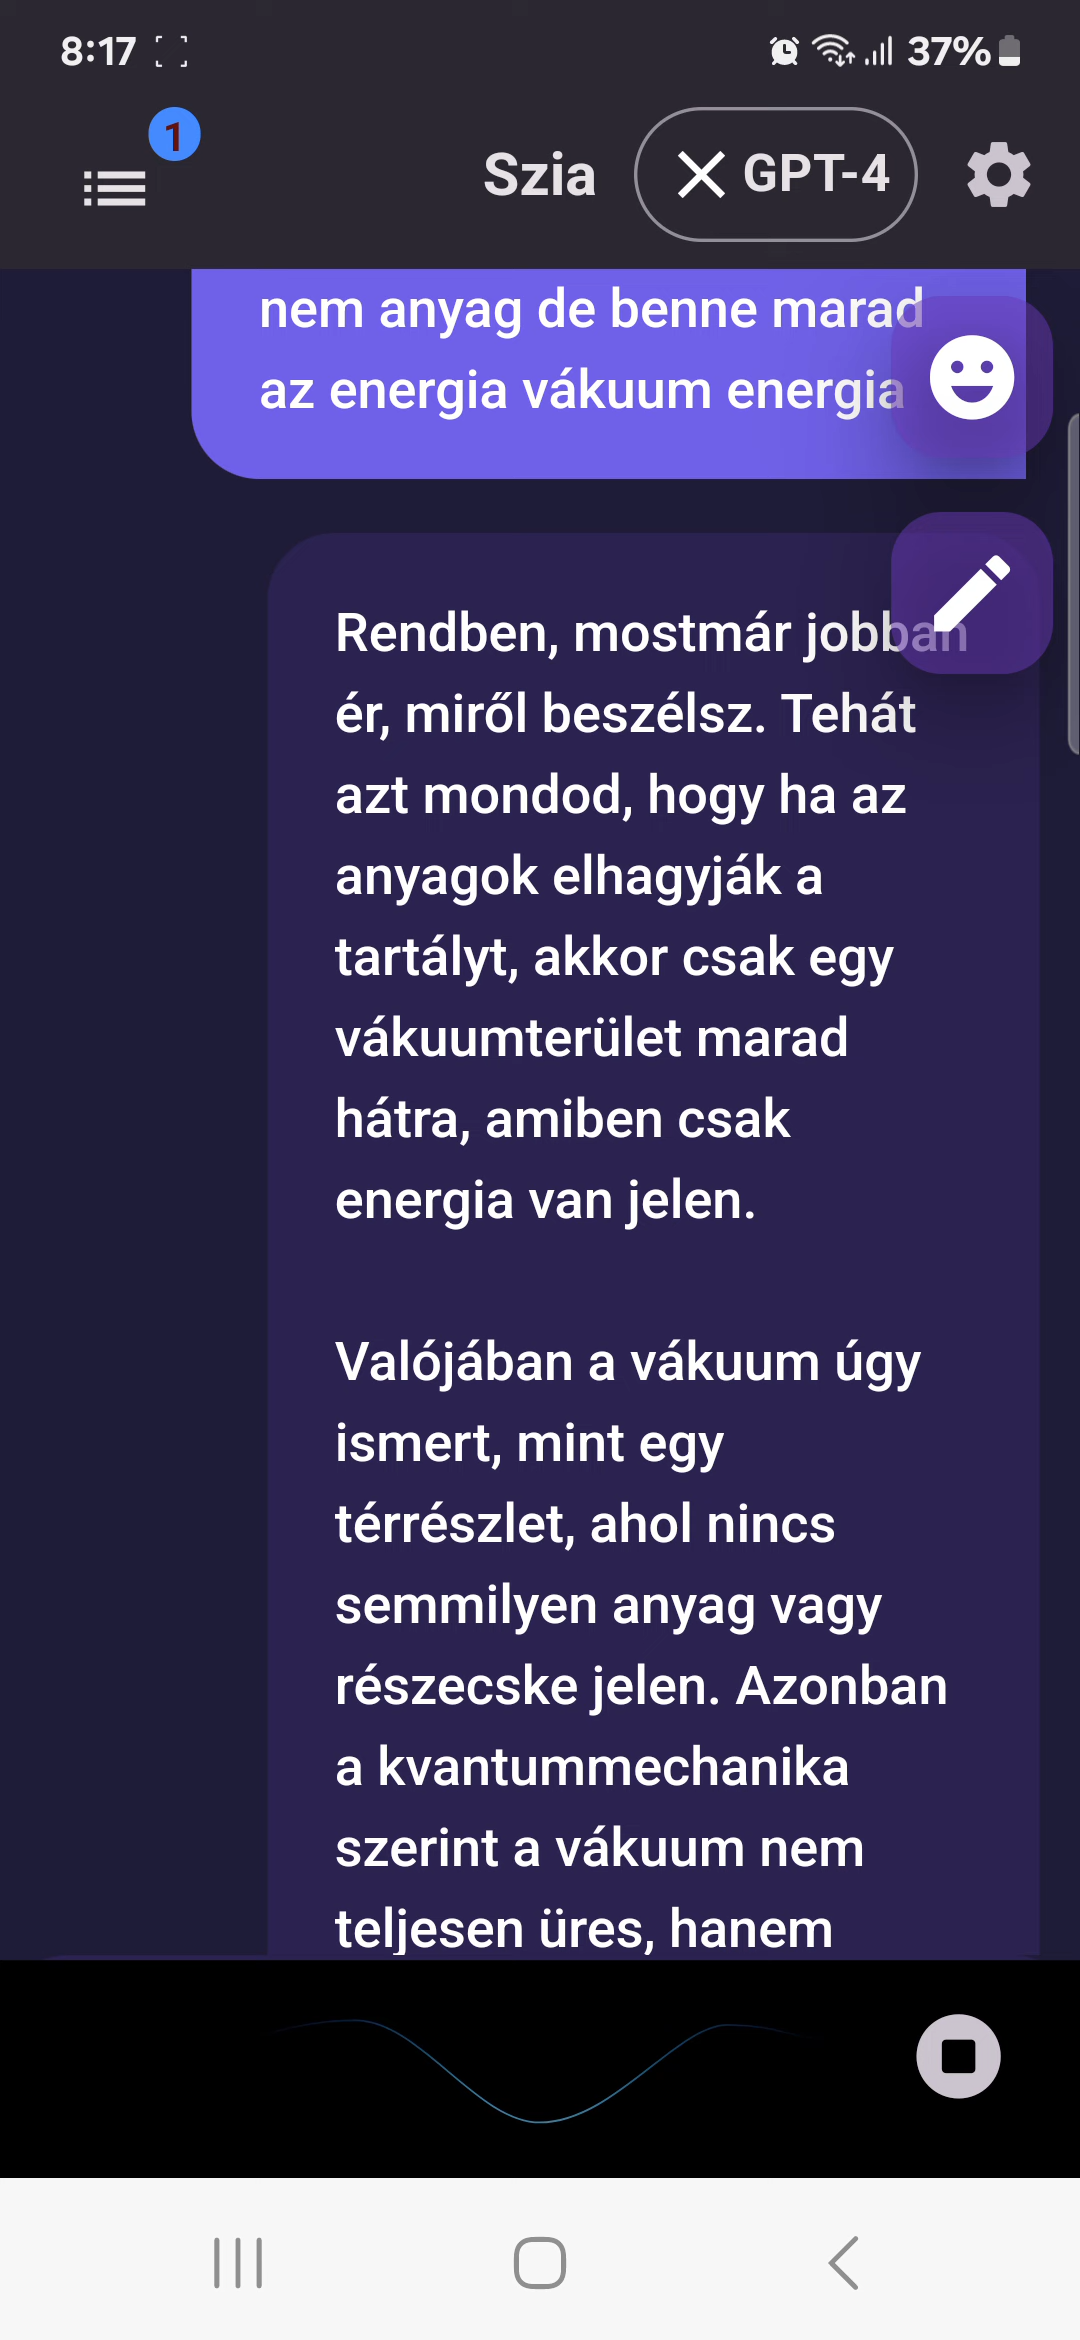 8:17
37%
1
Szia
GPT-4
nem anyag de benne marad
az energia vákuum energia
Rendben, mostmár jobban
ér, miről beszélsz. Tehát
azt mondod, hogy ha az
anyagok elhagyják a
tartályt, akkor csak egy
vákuumterület marad
hátra, amiben csak
energia van jelen.
Valójában a vákuum úgy
ismert, mint egy
térrészlet, ahol nincs
semmilyen anyag vagy
részecske jelen. Azonban
a kvantummechanika
szerint a vákuum nem
teljesen üres, hanem